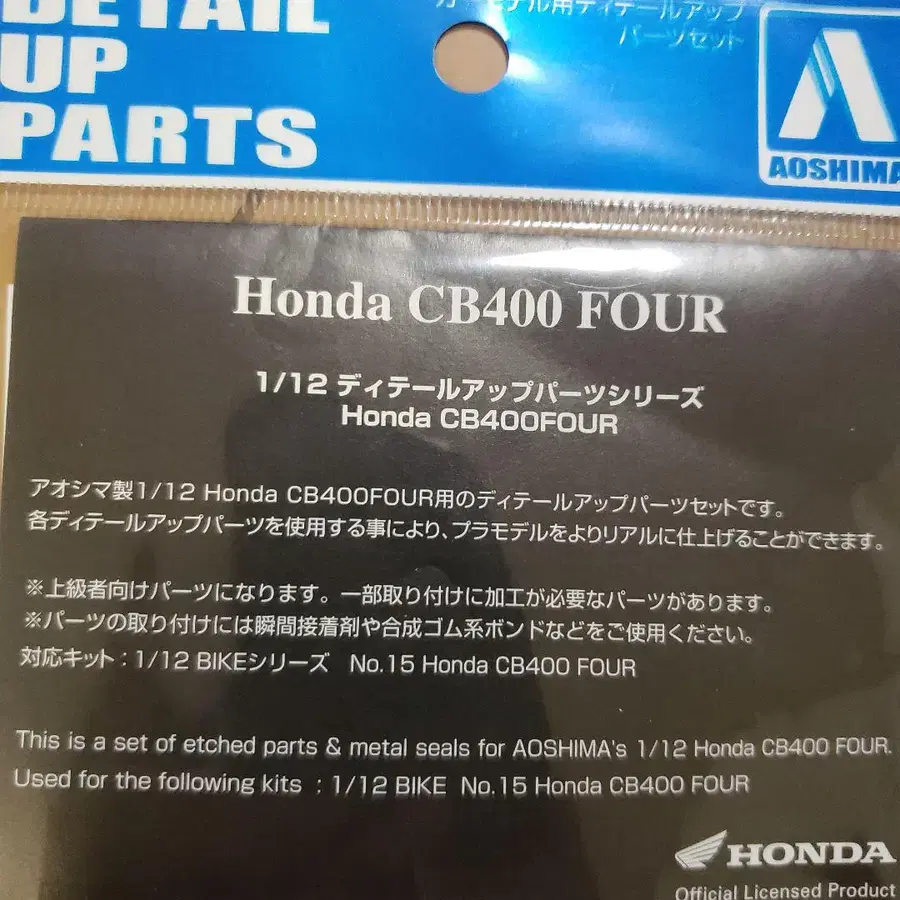 DETAIL
UP
PARTS
カーモデル用ディテールアップ
パーツセット
AOSHIMA
Honda CB400 FOUR
1/12 ディテールアップパーツシリーズ
Honda CB400FOUR
アオシマ製1/12 Honda CB400FOUR用のディテールアップパーツセットです。
各ディテールアップパーツを使用する事により、プラモデルをよりリアルに仕上げることができます。
※上級者向けパーツになります。一部取り付けに加工が必要なパーツがあります。
※パーツの取り付けには瞬間接着剤や合成ゴム系ボンドなどをご使用ください。
対応キット：1/12 BIKEシリーズ No.15 Honda CB400 FOUR
This is a set of etched parts & metal seals for AOSHIMA's 1/12 Honda CB400 FOUR.
Used for the following kits : 1/12 BIKE No.15 Honda CB400 FOUR
HONDA
Official Licensed Product